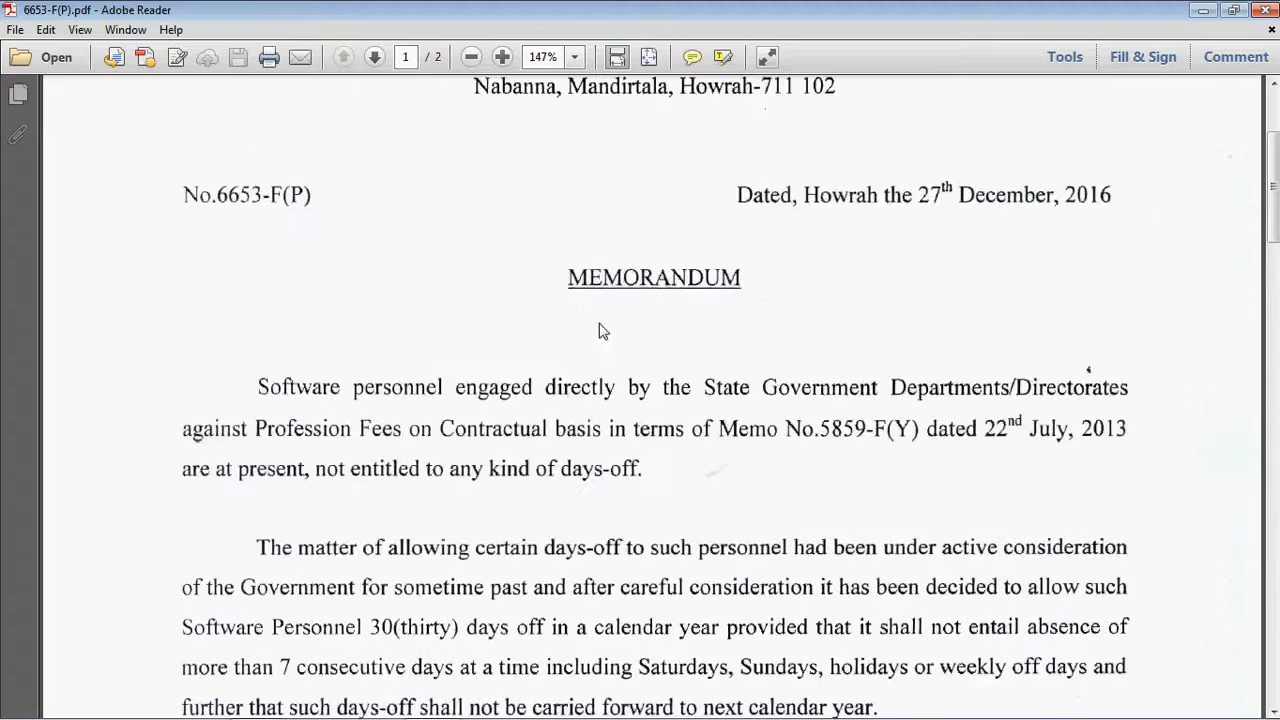 6653-F(P).pdf - Adobe Reader
File Edit View Window Help
Open 1 / 2 147% Tools Fill & Sign Comment
Nabanna, Mandirtala, Howrah-711 102
No.6653-F(P) Dated, Howrah the 27th December, 2016
MEMORANDUM
Software personnel engaged directly by the State Government Departments/Directorates
against Profession Fees on Contractual basis in terms of Memo No.5859-F(Y) dated 22nd July, 2013
are at present, not entitled to any kind of days-off.
The matter of allowing certain days-off to such personnel had been under active consideration
of the Government for sometime past and after careful consideration it has been decided to allow such
Software Personnel 30(thirty) days off in a calendar year provided that it shall not entail absence of
more than 7 consecutive days at a time including Saturdays, Sundays, holidays or weekly off days and
further that such days-off shall not be carried forward to next calendar year.